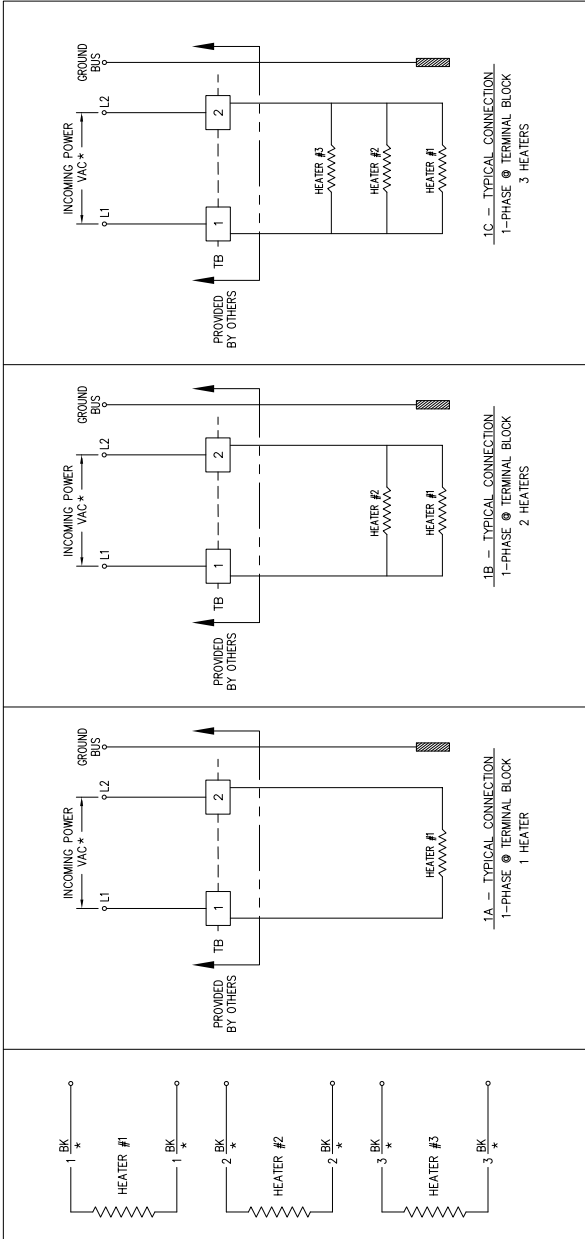 1 BK *
HEATER #1
1 BK *
2 BK *
HEATER #2
2 BK *
3 BK *
HEATER #3
3 BK *
INCOMING POWER
VAC *
L1
L2
GROUND
BUS
TB
1
2
PROVIDED
BY OTHERS
HEATER #1
1A – TYPICAL CONNECTION
1-PHASE @ TERMINAL BLOCK
1 HEATER
INCOMING POWER
VAC *
L1
L2
GROUND
BUS
TB
1
2
PROVIDED
BY OTHERS
HEATER #2
HEATER #1
1B – TYPICAL CONNECTION
1-PHASE @ TERMINAL BLOCK
2 HEATERS
INCOMING POWER
VAC *
L1
L2
GROUND
BUS
TB
1
2
PROVIDED
BY OTHERS
HEATER #3
HEATER #2
HEATER #1
1C – TYPICAL CONNECTION
1-PHASE @ TERMINAL BLOCK
3 HEATERS